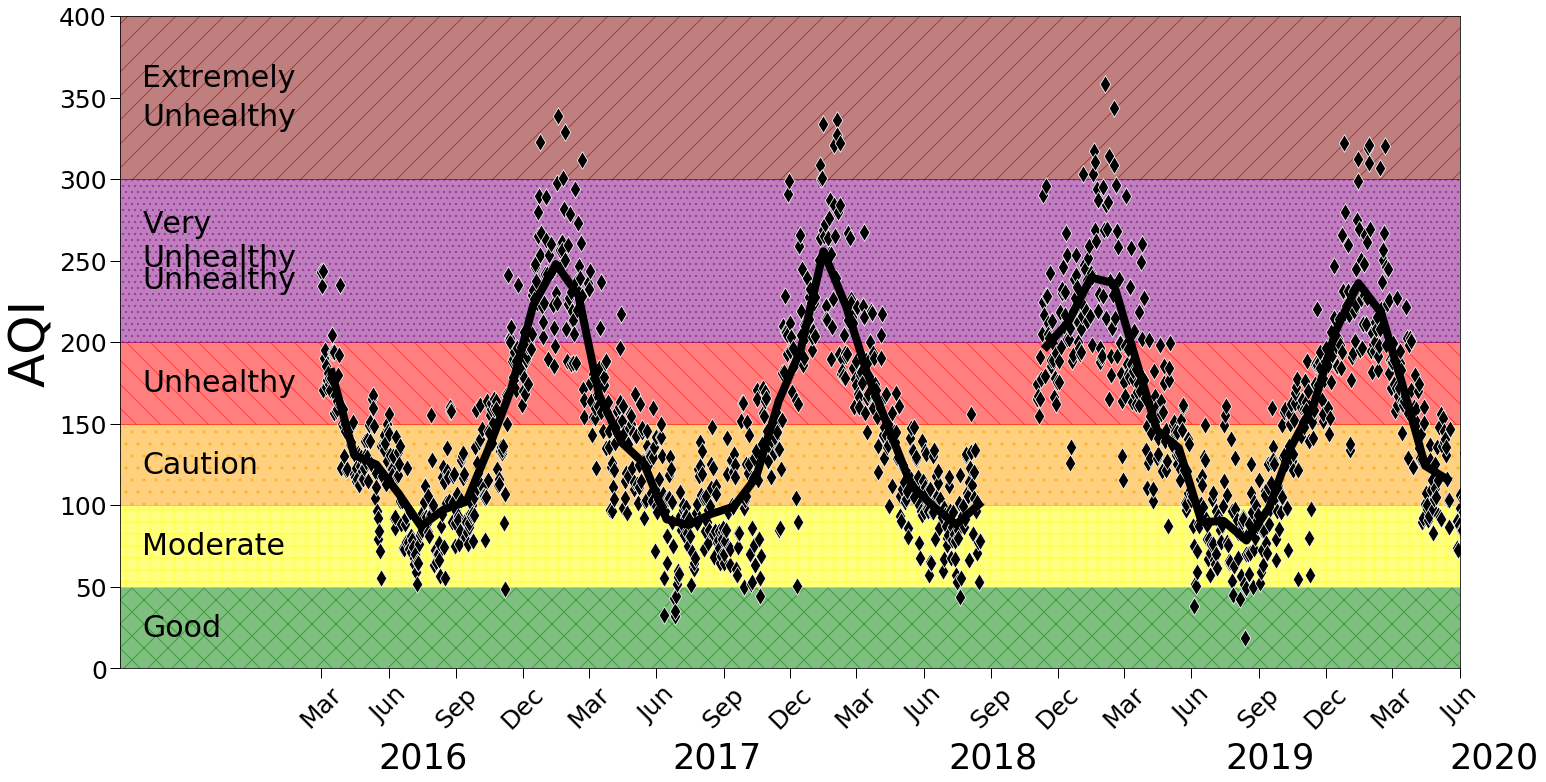 400
350
300
250
200
150
100
50
0
AQI
Extremely
Unhealthy
Very
Unhealthy
Unhealthy
Unhealthy
Caution
Moderate
Good
Mar Jun Sep Dec Mar Jun Sep Dec Mar Jun Sep Dec Mar Jun Sep Dec Mar Jun
2016 2017 2018 2019 2020